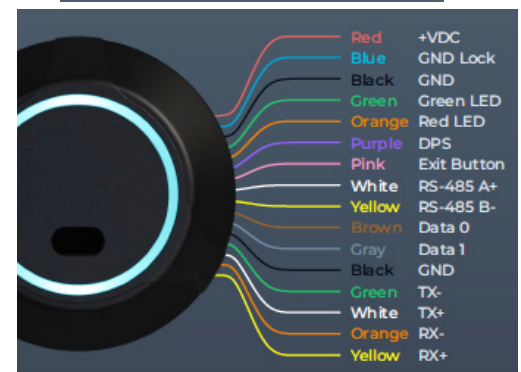 Red +VDC
Blue GND Lock
Black GND
Green Green LED
Orange Red LED
Purple DPS
Pink Exit Button
White RS-485 A+
Yellow RS-485 B-
Brown Data 0
Gray Data 1
Black GND
Green TX-
White TX+
Orange RX-
Yellow RX+